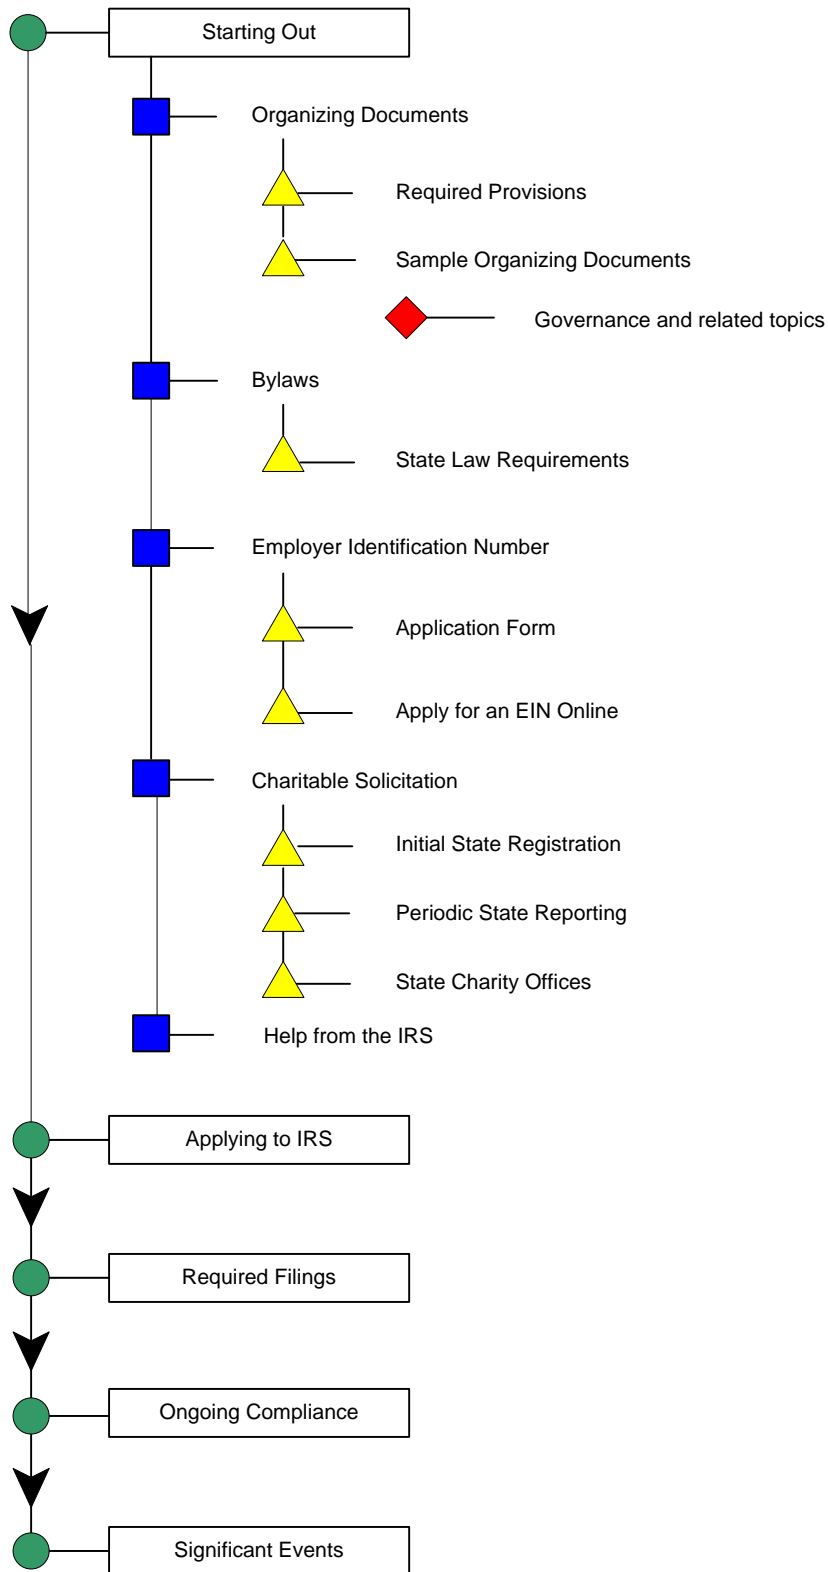 Starting Out
Organizing Documents
Required Provisions
Sample Organizing Documents
Governance and related topics
Bylaws
State Law Requirements
Employer Identification Number
Application Form
Apply for an EIN Online
Charitable Solicitation
Initial State Registration
Periodic State Reporting
State Charity Offices
Help from the IRS
Applying to IRS
Required Filings
Ongoing Compliance
Significant Events